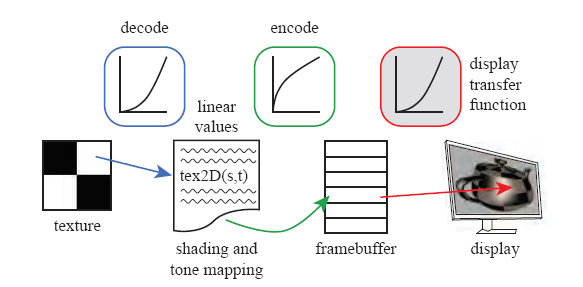 decode
encode
display
transfer
function
linear
values
tex2D(s,t)
texture
shading and
tone mapping
framebuffer
display